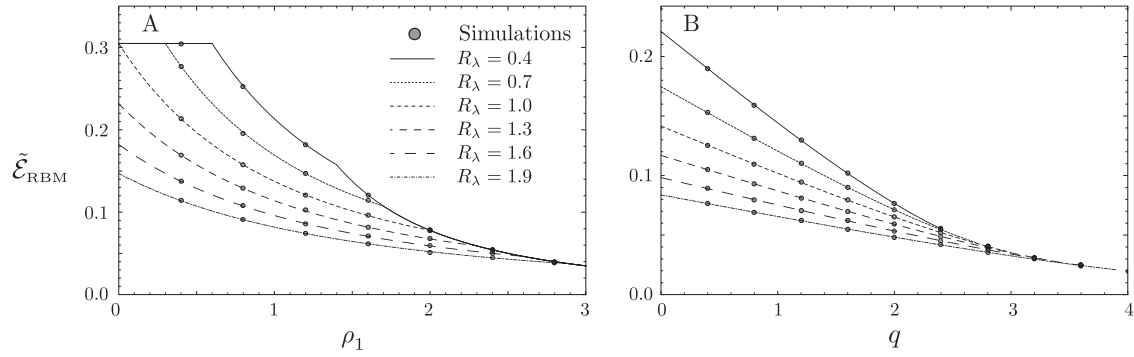 A
Simulations
R_λ = 0.4
R_λ = 0.7
R_λ = 1.0
R_λ = 1.3
R_λ = 1.6
R_λ = 1.9
0.3
0.2
0.1
0.0
0 1 2 3
ρ₁
ℰ̃_RBM
B
0.2
0.1
0.0
0 1 2 3 4
q